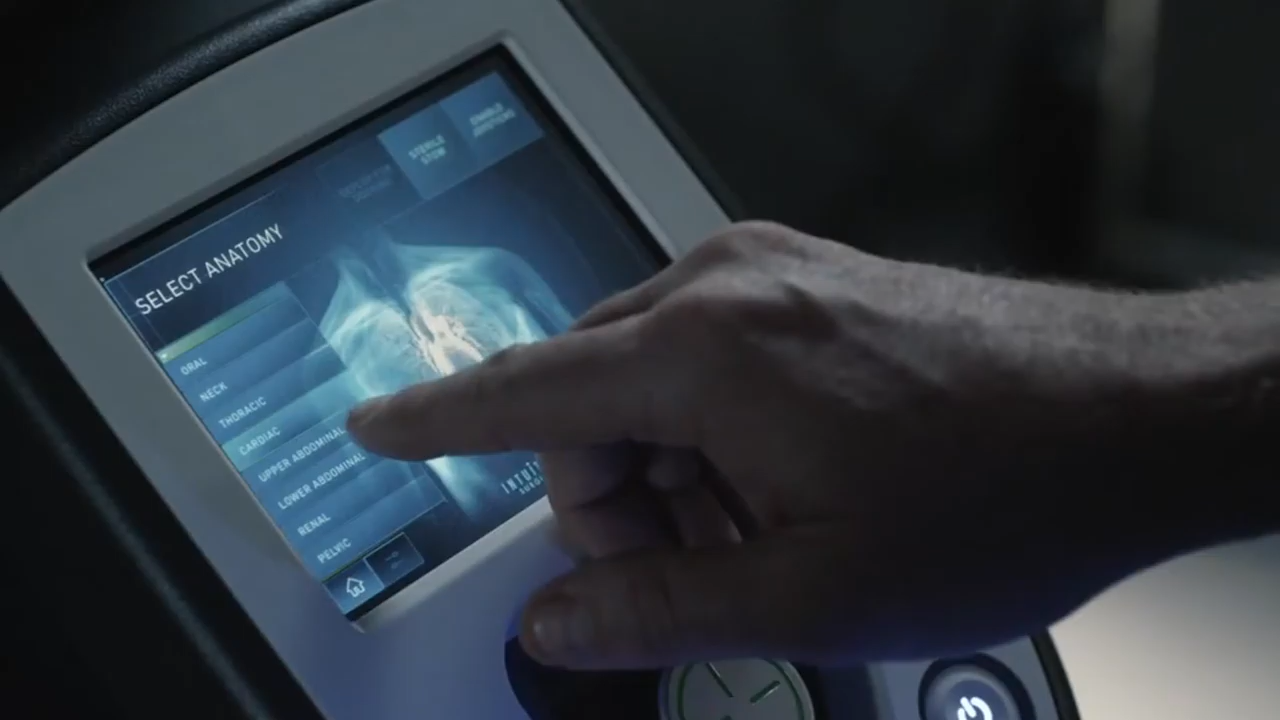 STERILE
STOW
SELECT ANATOMY
ORAL
NECK
THORACIC
CARDIAC
UPPER ABDOMINAL
LOWER ABDOMINAL
RENAL
PELVIC